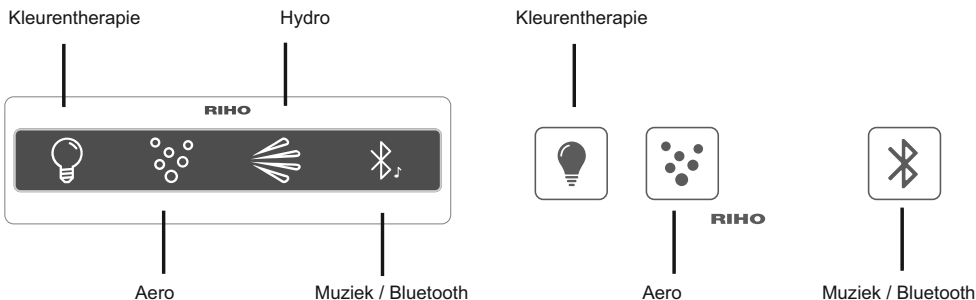 Kleurentherapie
Hydro
Kleurentherapie
RIHO
RIHO
Aero
Muziek / Bluetooth
Aero
Muziek / Bluetooth